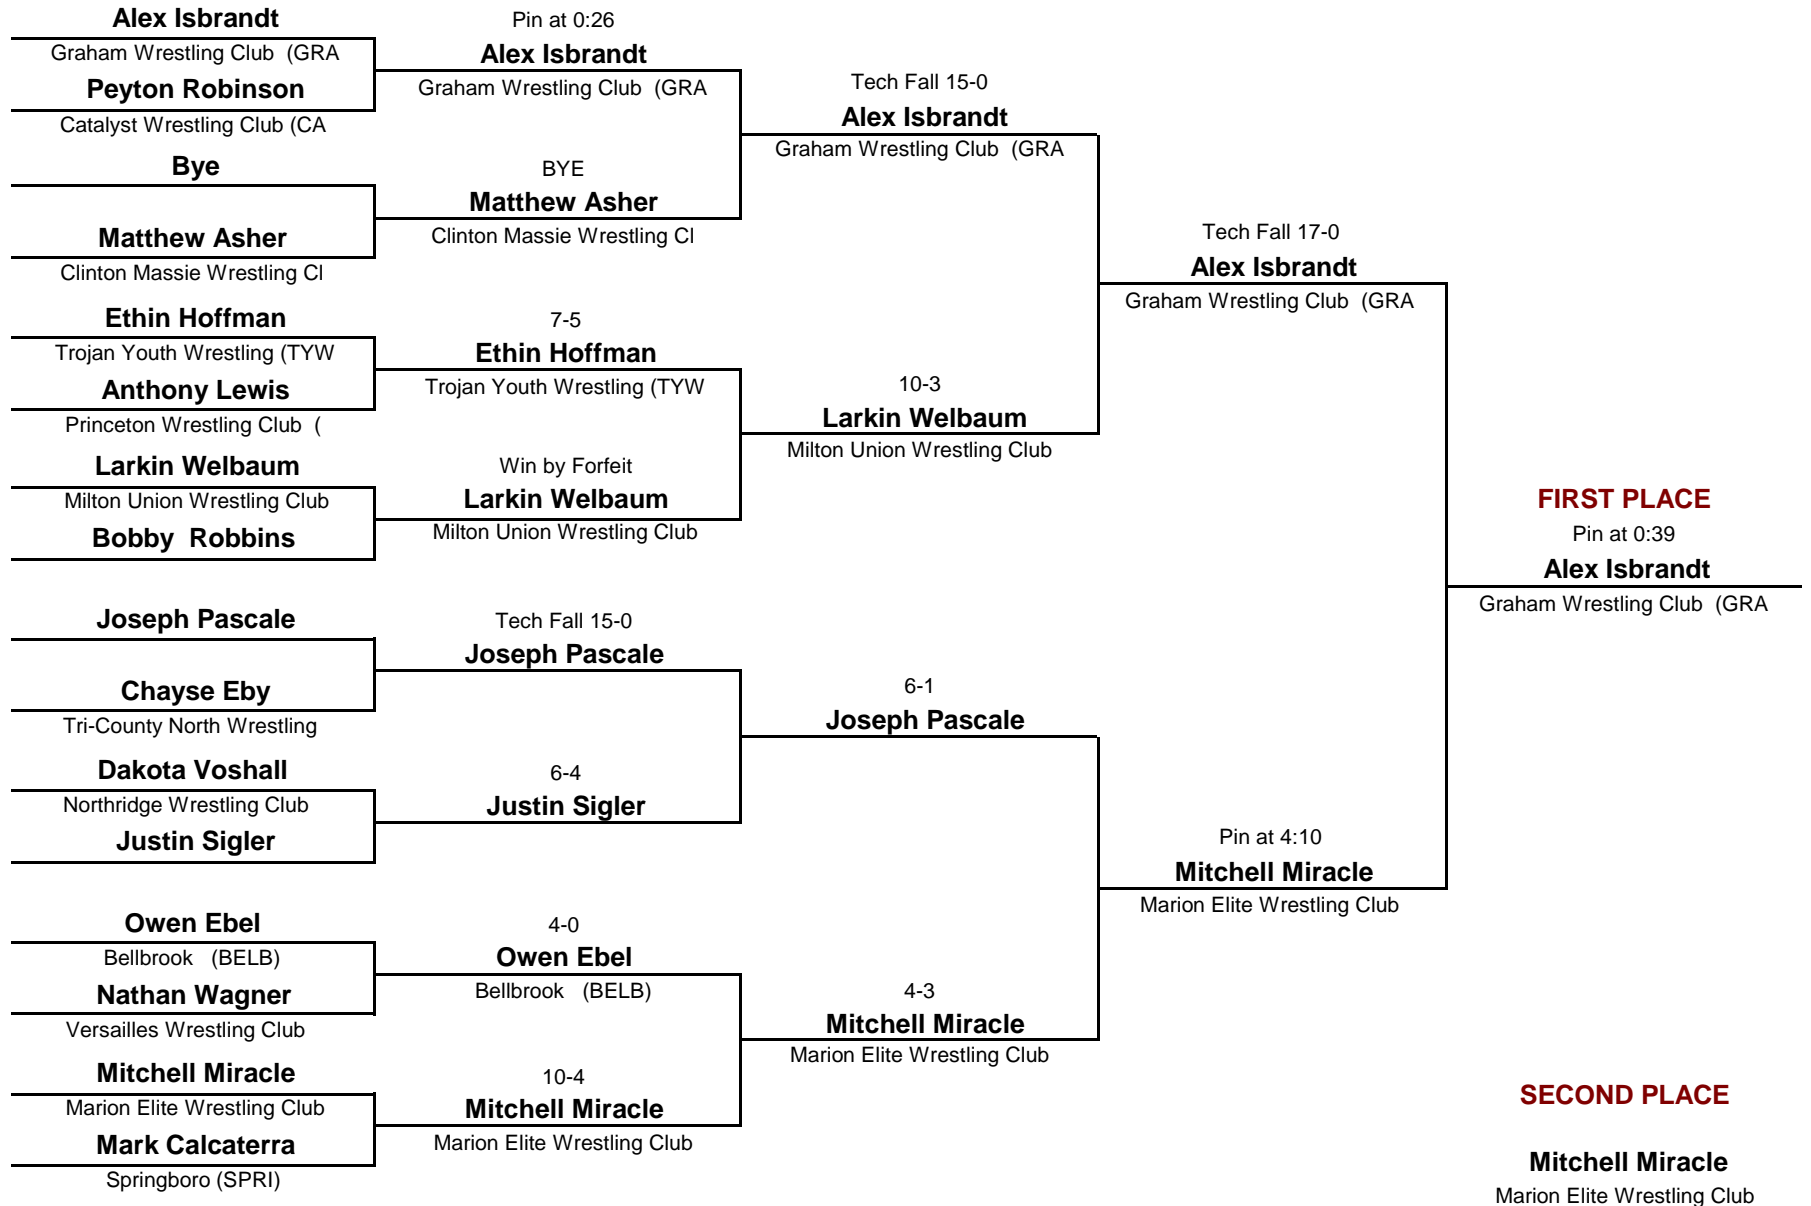 Alex Isbrandt
Graham Wrestling Club  (GRA
Peyton Robinson
Catalyst Wrestling Club (CA
Bye
Matthew Asher
Clinton Massie Wrestling Cl
Ethin Hoffman
Trojan Youth Wrestling (TYW
Anthony Lewis
Princeton Wrestling Club  (
Larkin Welbaum
Milton Union Wrestling Club
Bobby  Robbins
Joseph Pascale
Chayse Eby
Tri-County North Wrestling
Dakota Voshall
Northridge Wrestling Club
Justin Sigler
Owen Ebel
Bellbrook   (BELB)
Nathan Wagner
Versailles Wrestling Club
Mitchell Miracle
Marion Elite Wrestling Club
Mark Calcaterra
Springboro (SPRI)
Pin at 0:26
Alex Isbrandt
Graham Wrestling Club  (GRA
BYE
Matthew Asher
Clinton Massie Wrestling Cl
7-5
Ethin Hoffman
Trojan Youth Wrestling (TYW
Win by Forfeit
Larkin Welbaum
Milton Union Wrestling Club
Tech Fall 15-0
Joseph Pascale
6-4
Justin Sigler
4-0
Owen Ebel
Bellbrook   (BELB)
10-4
Mitchell Miracle
Marion Elite Wrestling Club
Tech Fall 15-0
Alex Isbrandt
Graham Wrestling Club  (GRA
10-3
Larkin Welbaum
Milton Union Wrestling Club
6-1
Joseph Pascale
4-3
Mitchell Miracle
Marion Elite Wrestling Club
Tech Fall 17-0
Alex Isbrandt
Graham Wrestling Club  (GRA
Pin at 4:10
Mitchell Miracle
Marion Elite Wrestling Club
FIRST PLACE
Pin at 0:39
Alex Isbrandt
Graham Wrestling Club  (GRA
SECOND PLACE
Mitchell Miracle
Marion Elite Wrestling Club